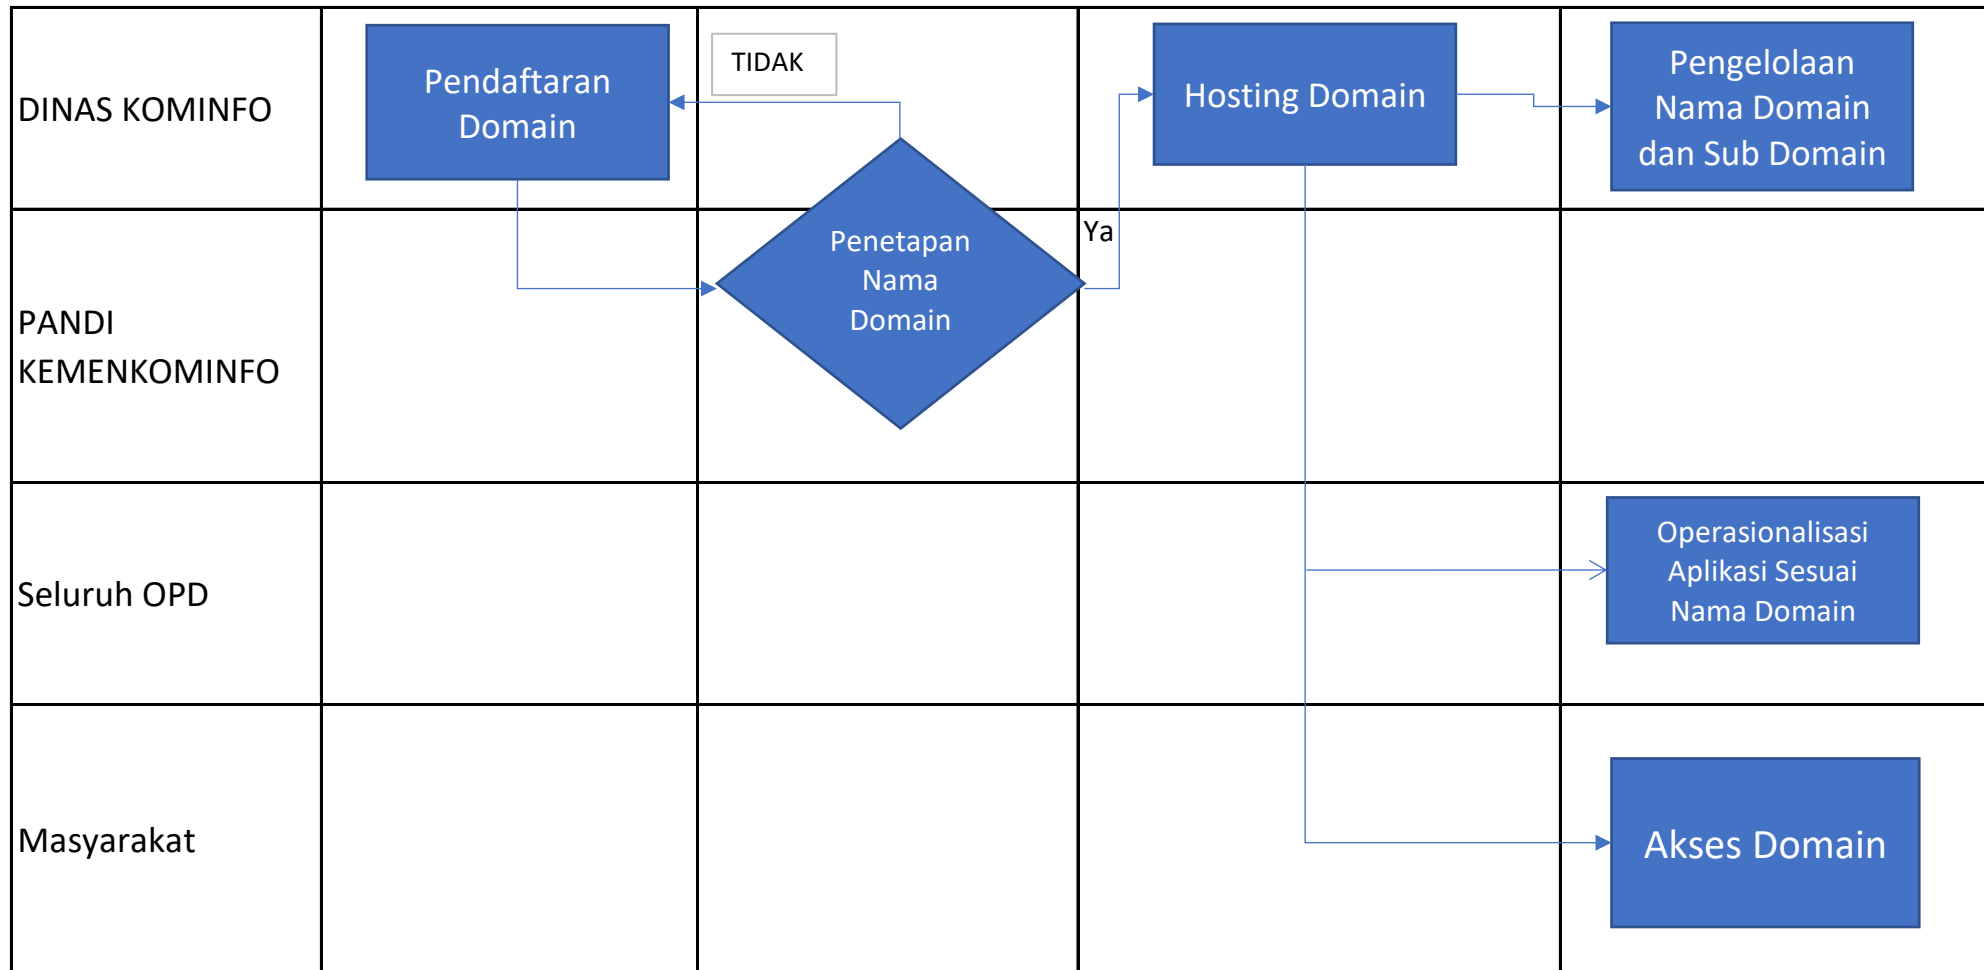 DINAS KOMINFO
Pendaftaran
Domain
TIDAK
Hosting Domain
Pengelolaan
Nama Domain
dan Sub Domain
PANDI
KEMENKOMINFO
Penetapan
Nama
Domain
Ya
Seluruh OPD
Operasionalisasi
Aplikasi Sesuai
Nama Domain
Masyarakat
Akses Domain